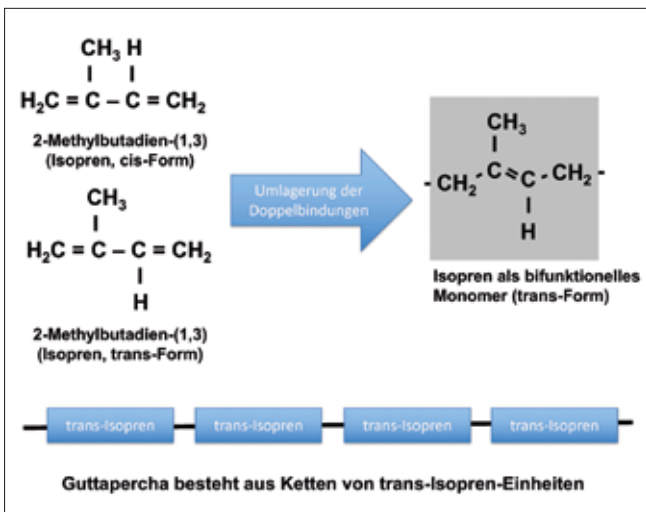 CH₃ H
H₂C = C – C = CH₂
2-Methylbutadien-(1,3)
(Isopren, cis-Form)
CH₃
H₂C = C – C = CH₂
H
2-Methylbutadien-(1,3)
(Isopren, trans-Form)
Umlagerung der
Doppelbindungen
CH₃
- CH₂ - C = C - CH₂ -
H
Isopren als bifunktionelles
Monomer (trans-Form)
trans-Isopren trans-Isopren trans-Isopren trans-Isopren
Guttapercha besteht aus Ketten von trans-Isopren-Einheiten